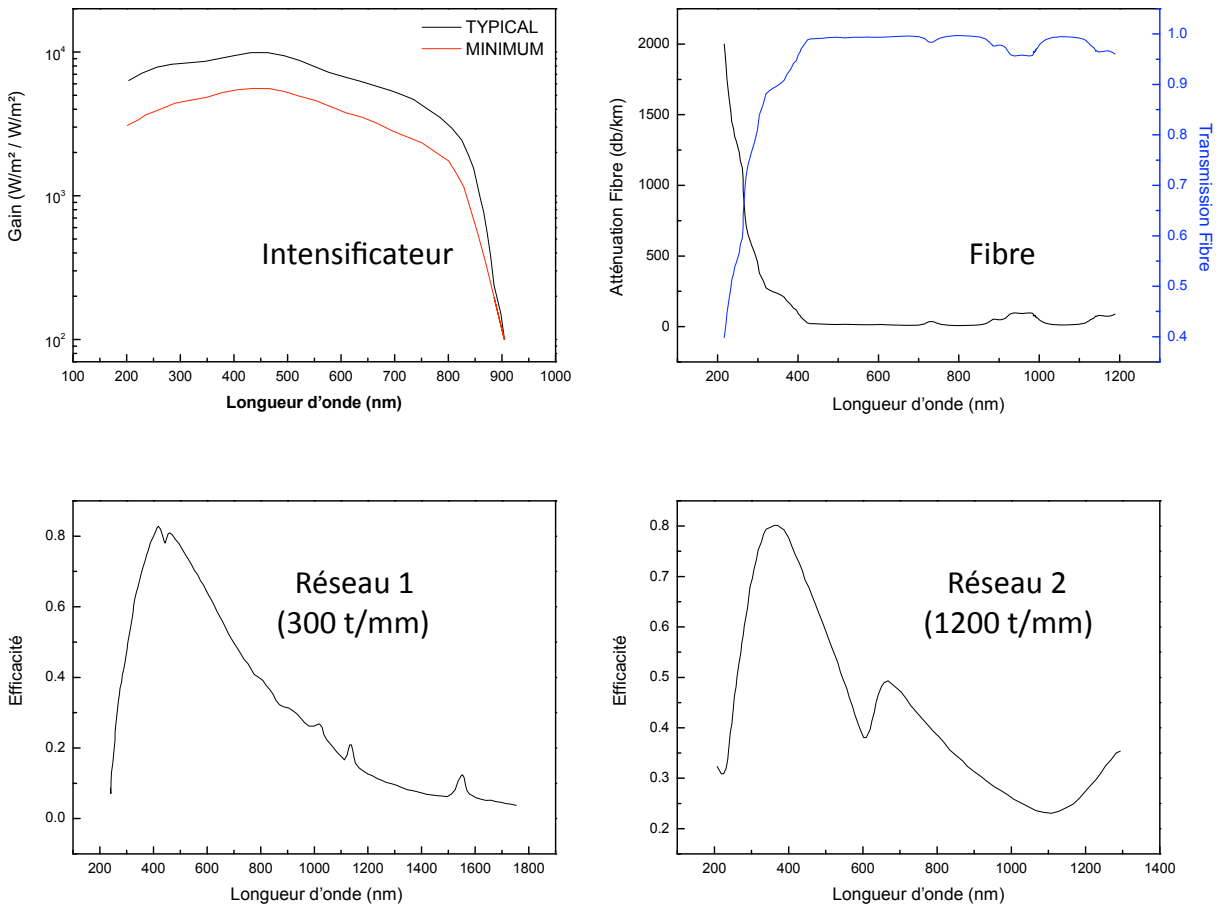 TYPICAL
MINIMUM
10⁴
10³
10²
Gain (W/m² / W/m²)
Intensificateur
100 200 300 400 500 600 700 800 900 1000
Longueur d'onde (nm)
2000
1500
1000
500
0
Atténuation Fibre (db/km)
1.0
0.9
0.8
0.7
0.6
0.5
0.4
Transmission Fibre
Fibre
200 400 600 800 1000 1200
Longueur d'onde (nm)
0.8
0.6
0.4
0.2
0.0
Efficacité
Réseau 1
(300 t/mm)
200 400 600 800 1000 1200 1400 1600 1800
Longueur d'onde (nm)
0.8
0.7
0.6
0.5
0.4
0.3
0.2
Efficacité
Réseau 2
(1200 t/mm)
200 400 600 800 1000 1200 1400
Longueur d'onde (nm)